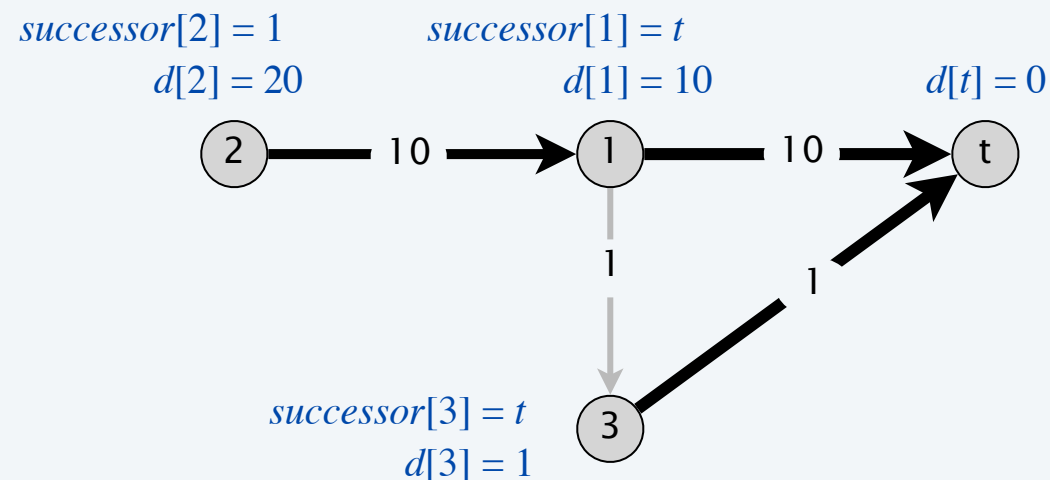 successor[2] = 1
d[2] = 20
successor[1] = t
d[1] = 10
d[t] = 0
2
10
1
10
t
1
1
successor[3] = t
d[3] = 1
3